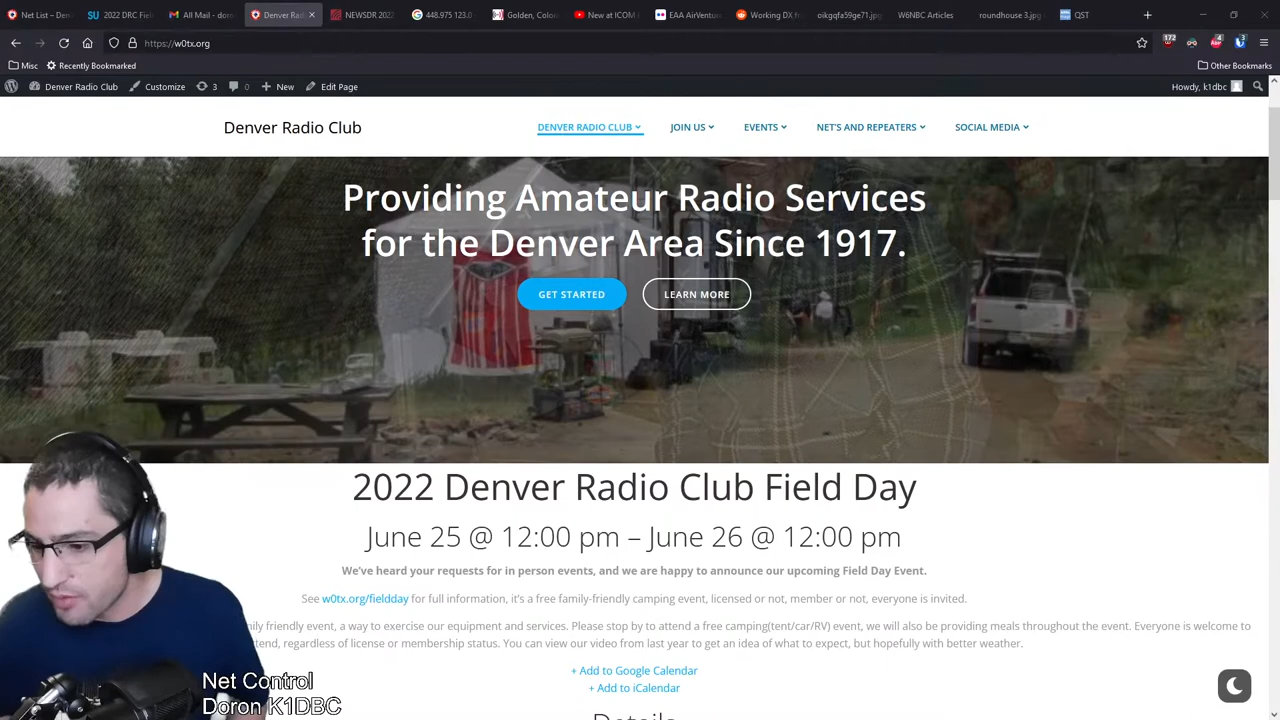 Net List – Den
2022 DRC Field
All Mail - doron
Denver Rad
NEWSDR 2022
448.975 123.0
Golden, Colora
New at ICOM
EAA AirVentur
Working DX fr
oikgqfa59ge71.jpg
W6NBC Articles
roundhouse 3.jpg
QST
https://w0tx.org
172
4
3
Misc
Recently Bookmarked
Other Bookmarks
Denver Radio Club
Customize
3
0
New
Edit Page
Howdy, k1dbc
Denver Radio Club
DENVER RADIO CLUB
JOIN US
EVENTS
NET'S AND REPEATERS
SOCIAL MEDIA
Providing Amateur Radio Services
for the Denver Area Since 1917.
GET STARTED
LEARN MORE
2022 Denver Radio Club Field Day
June 25 @ 12:00 pm – June 26 @ 12:00 pm
We've heard your requests for in person events, and we are happy to announce our upcoming Field Day Event.
See w0tx.org/fieldday for full information, it's a free family-friendly camping event, licensed or not, member or not, everyone is invited.
friendly event, a way to exercise our equipment and services. Please stop by to attend a free camping(tent/car/RV) event, we will also be providing meals throughout the event. Everyone is welcome to
tend, regardless of license or membership status. You can view our video from last year to get an idea of what to expect, but hopefully with better weather.
+ Add to Google Calendar
+ Add to iCalendar
Details
Net Control
Doron K1DBC